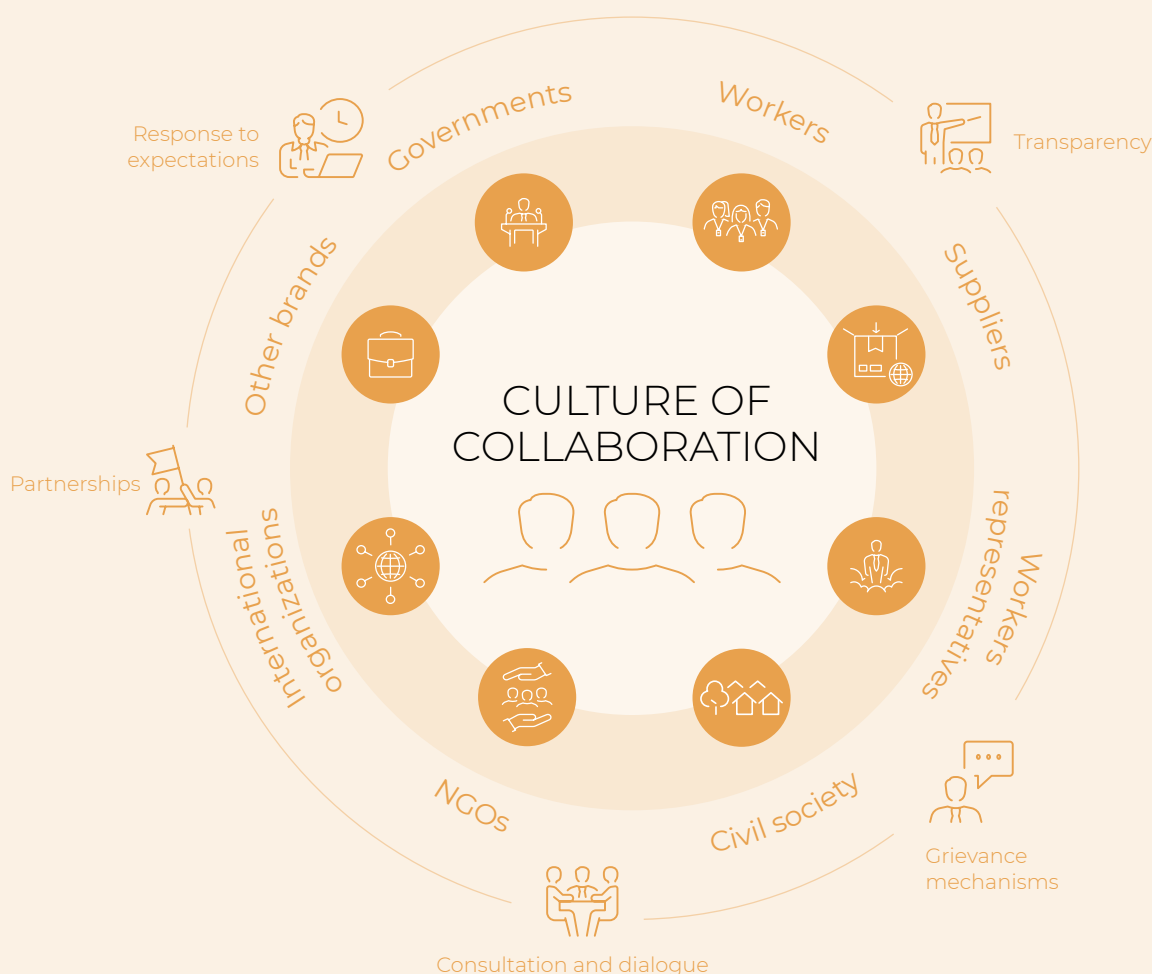 Governments
Workers
Response to
expectations
Transparency
Other brands
Suppliers
CULTURE OF
COLLABORATION
Partnerships
International
organizations
Workers
representatives
NGOs
Civil society
Grievance
mechanisms
Consultation and dialogue